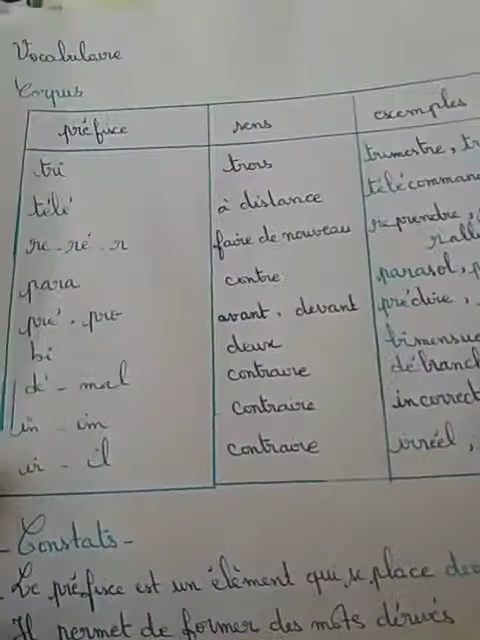 Vocabulaire
Corpus
préfixe sens exemples
tri trois trimestre,
télé à distance
re - ré - r faire de nouveau reprendre,
para contre parasol,
pré - pro avant, devant prédire,
bi deux
dé - mal contraire
in - im contraire incorrect
ir - il contraire irréel,
- Constats -
- Le préfixe est un élément qui se place
Il permet de former des mots dérivés